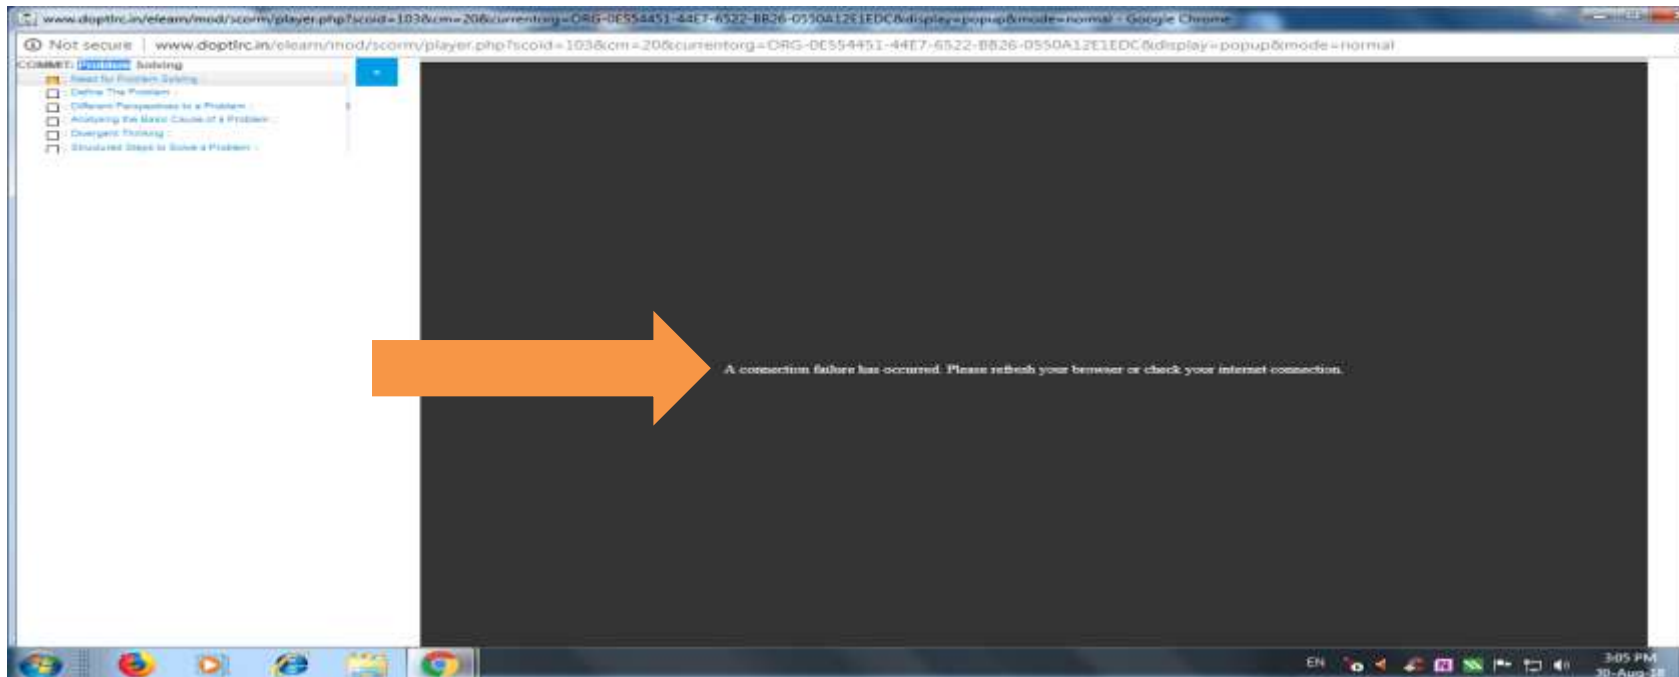 www.doptlrc.in/elearn/mod/scorm/player.php?scoid=103&cm=20&currentorg=ORG-0E554451-44E7-6522-BB26-0550A12E1EDC&display=popup&mode=normal - Google Chrome
Not secure | www.doptlrc.in/elearn/mod/scorm/player.php?scoid=103&cm=20&currentorg=ORG-0E554451-44E7-6522-BB26-0550A12E1EDC&display=popup&mode=normal
COMMIT: Problem Solving
Need for Problem Solving
Define The Problem
Different Perspectives to a Problem
Analysing the Basic Cause of a Problem
Divergent Thinking
Structured Steps to Solve a Problem
A connection failure has occurred. Please refresh your browser or check your internet connection.
EN
3:05 PM
30-Aug-18